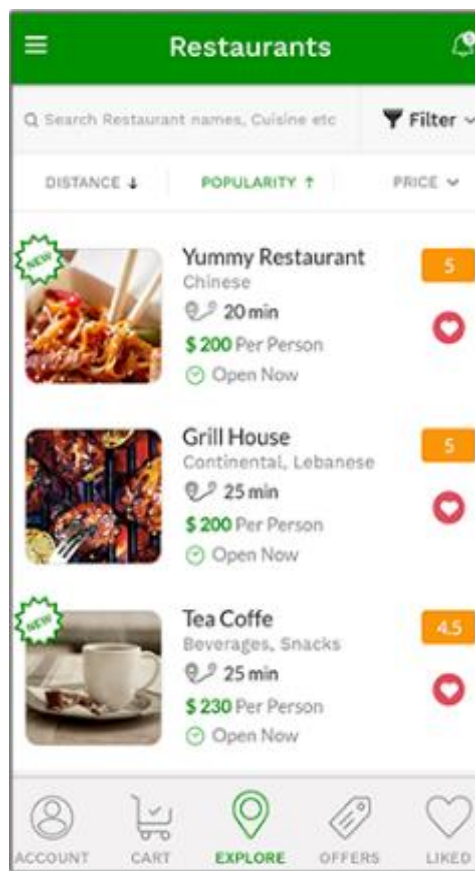 Restaurants
Search Restaurant names, Cuisine etc
Filter
DISTANCE
POPULARITY
PRICE
NEW
Yummy Restaurant
5
Chinese
20 min
$ 200 Per Person
Open Now
Grill House
5
Continental, Lebanese
25 min
$ 200 Per Person
Open Now
NEW
Tea Coffe
4.5
Beverages, Snacks
25 min
$ 230 Per Person
Open Now
ACCOUNT
CART
EXPLORE
OFFERS
LIKED